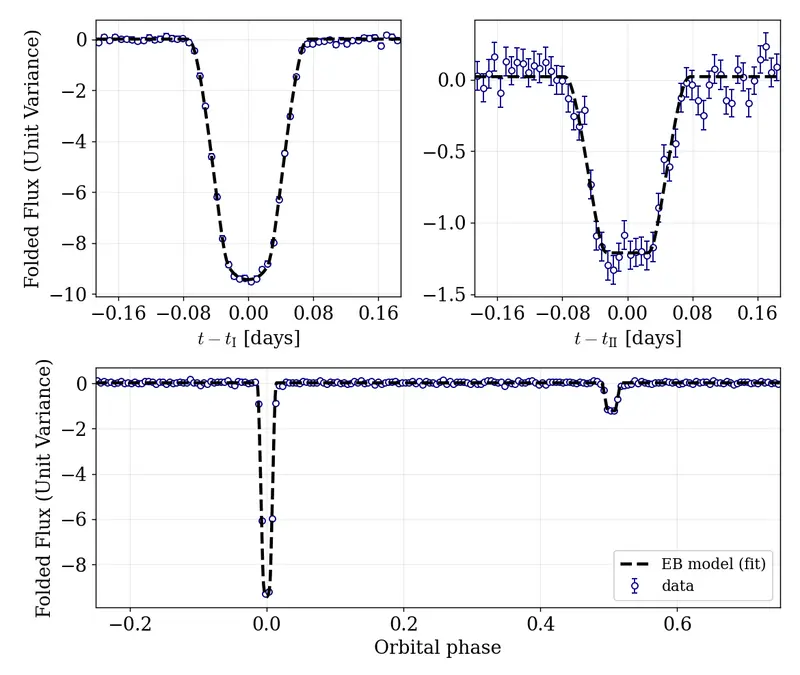 Folded Flux (Unit Variance)
0
−2
−4
−6
−8
−10
−0.16 −0.08 0.00 0.08 0.16
t − t_I [days]
0.0
−0.5
−1.0
−1.5
−0.16 −0.08 0.00 0.08 0.16
t − t_II [days]
Folded Flux (Unit Variance)
0
−2
−4
−6
−8
EB model (fit)
data
−0.2 0.0 0.2 0.4 0.6
Orbital phase